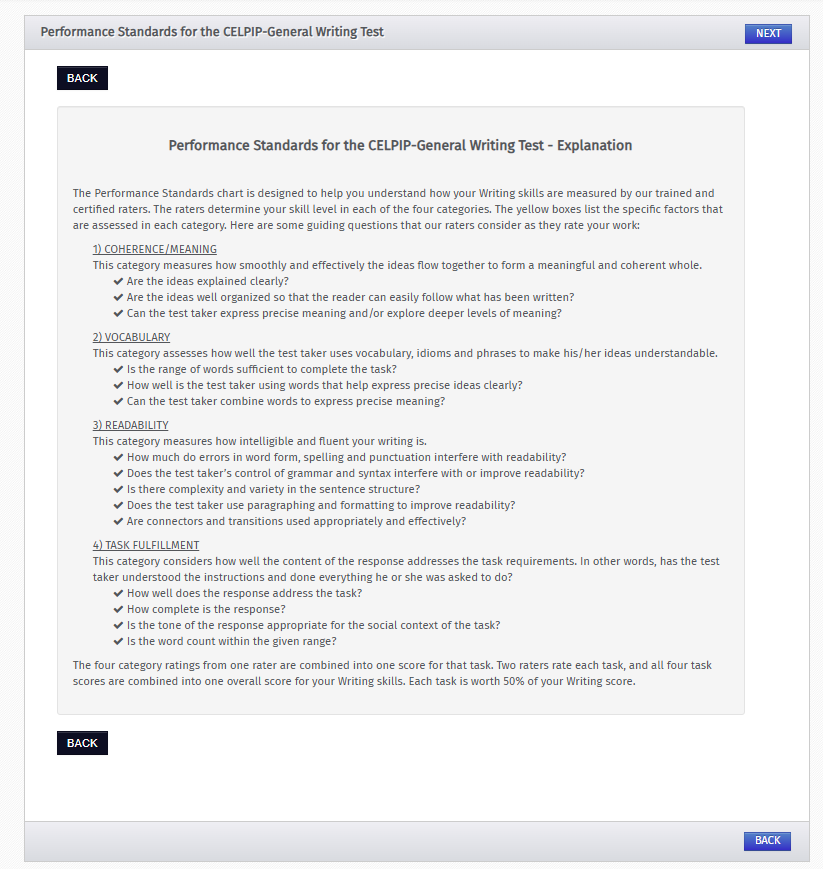 Performance Standards for the CELPIP-General Writing Test
NEXT
BACK
Performance Standards for the CELPIP-General Writing Test - Explanation
The Performance Standards chart is designed to help you understand how your Writing skills are measured by our trained and
certified raters. The raters determine your skill level in each of the four categories. The yellow boxes list the specific factors that
are assessed in each category. Here are some guiding questions that our raters consider as they rate your work:
1) COHERENCE/MEANING
This category measures how smoothly and effectively the ideas flow together to form a meaningful and coherent whole.
✔ Are the ideas explained clearly?
✔ Are the ideas well organized so that the reader can easily follow what has been written?
✔ Can the test taker express precise meaning and/or explore deeper levels of meaning?
2) VOCABULARY
This category assesses how well the test taker uses vocabulary, idioms and phrases to make his/her ideas understandable.
✔ Is the range of words sufficient to complete the task?
✔ How well is the test taker using words that help express precise ideas clearly?
✔ Can the test taker combine words to express precise meaning?
3) READABILITY
This category measures how intelligible and fluent your writing is.
✔ How much do errors in word form, spelling and punctuation interfere with readability?
✔ Does the test taker's control of grammar and syntax interfere with or improve readability?
✔ Is there complexity and variety in the sentence structure?
✔ Does the test taker use paragraphing and formatting to improve readability?
✔ Are connectors and transitions used appropriately and effectively?
4) TASK FULFILLMENT
This category considers how well the content of the response addresses the task requirements. In other words, has the test
taker understood the instructions and done everything he or she was asked to do?
✔ How well does the response address the task?
✔ How complete is the response?
✔ Is the tone of the response appropriate for the social context of the task?
✔ Is the word count within the given range?
The four category ratings from one rater are combined into one score for that task. Two raters rate each task, and all four task
scores are combined into one overall score for your Writing skills. Each task is worth 50% of your Writing score.
BACK
BACK